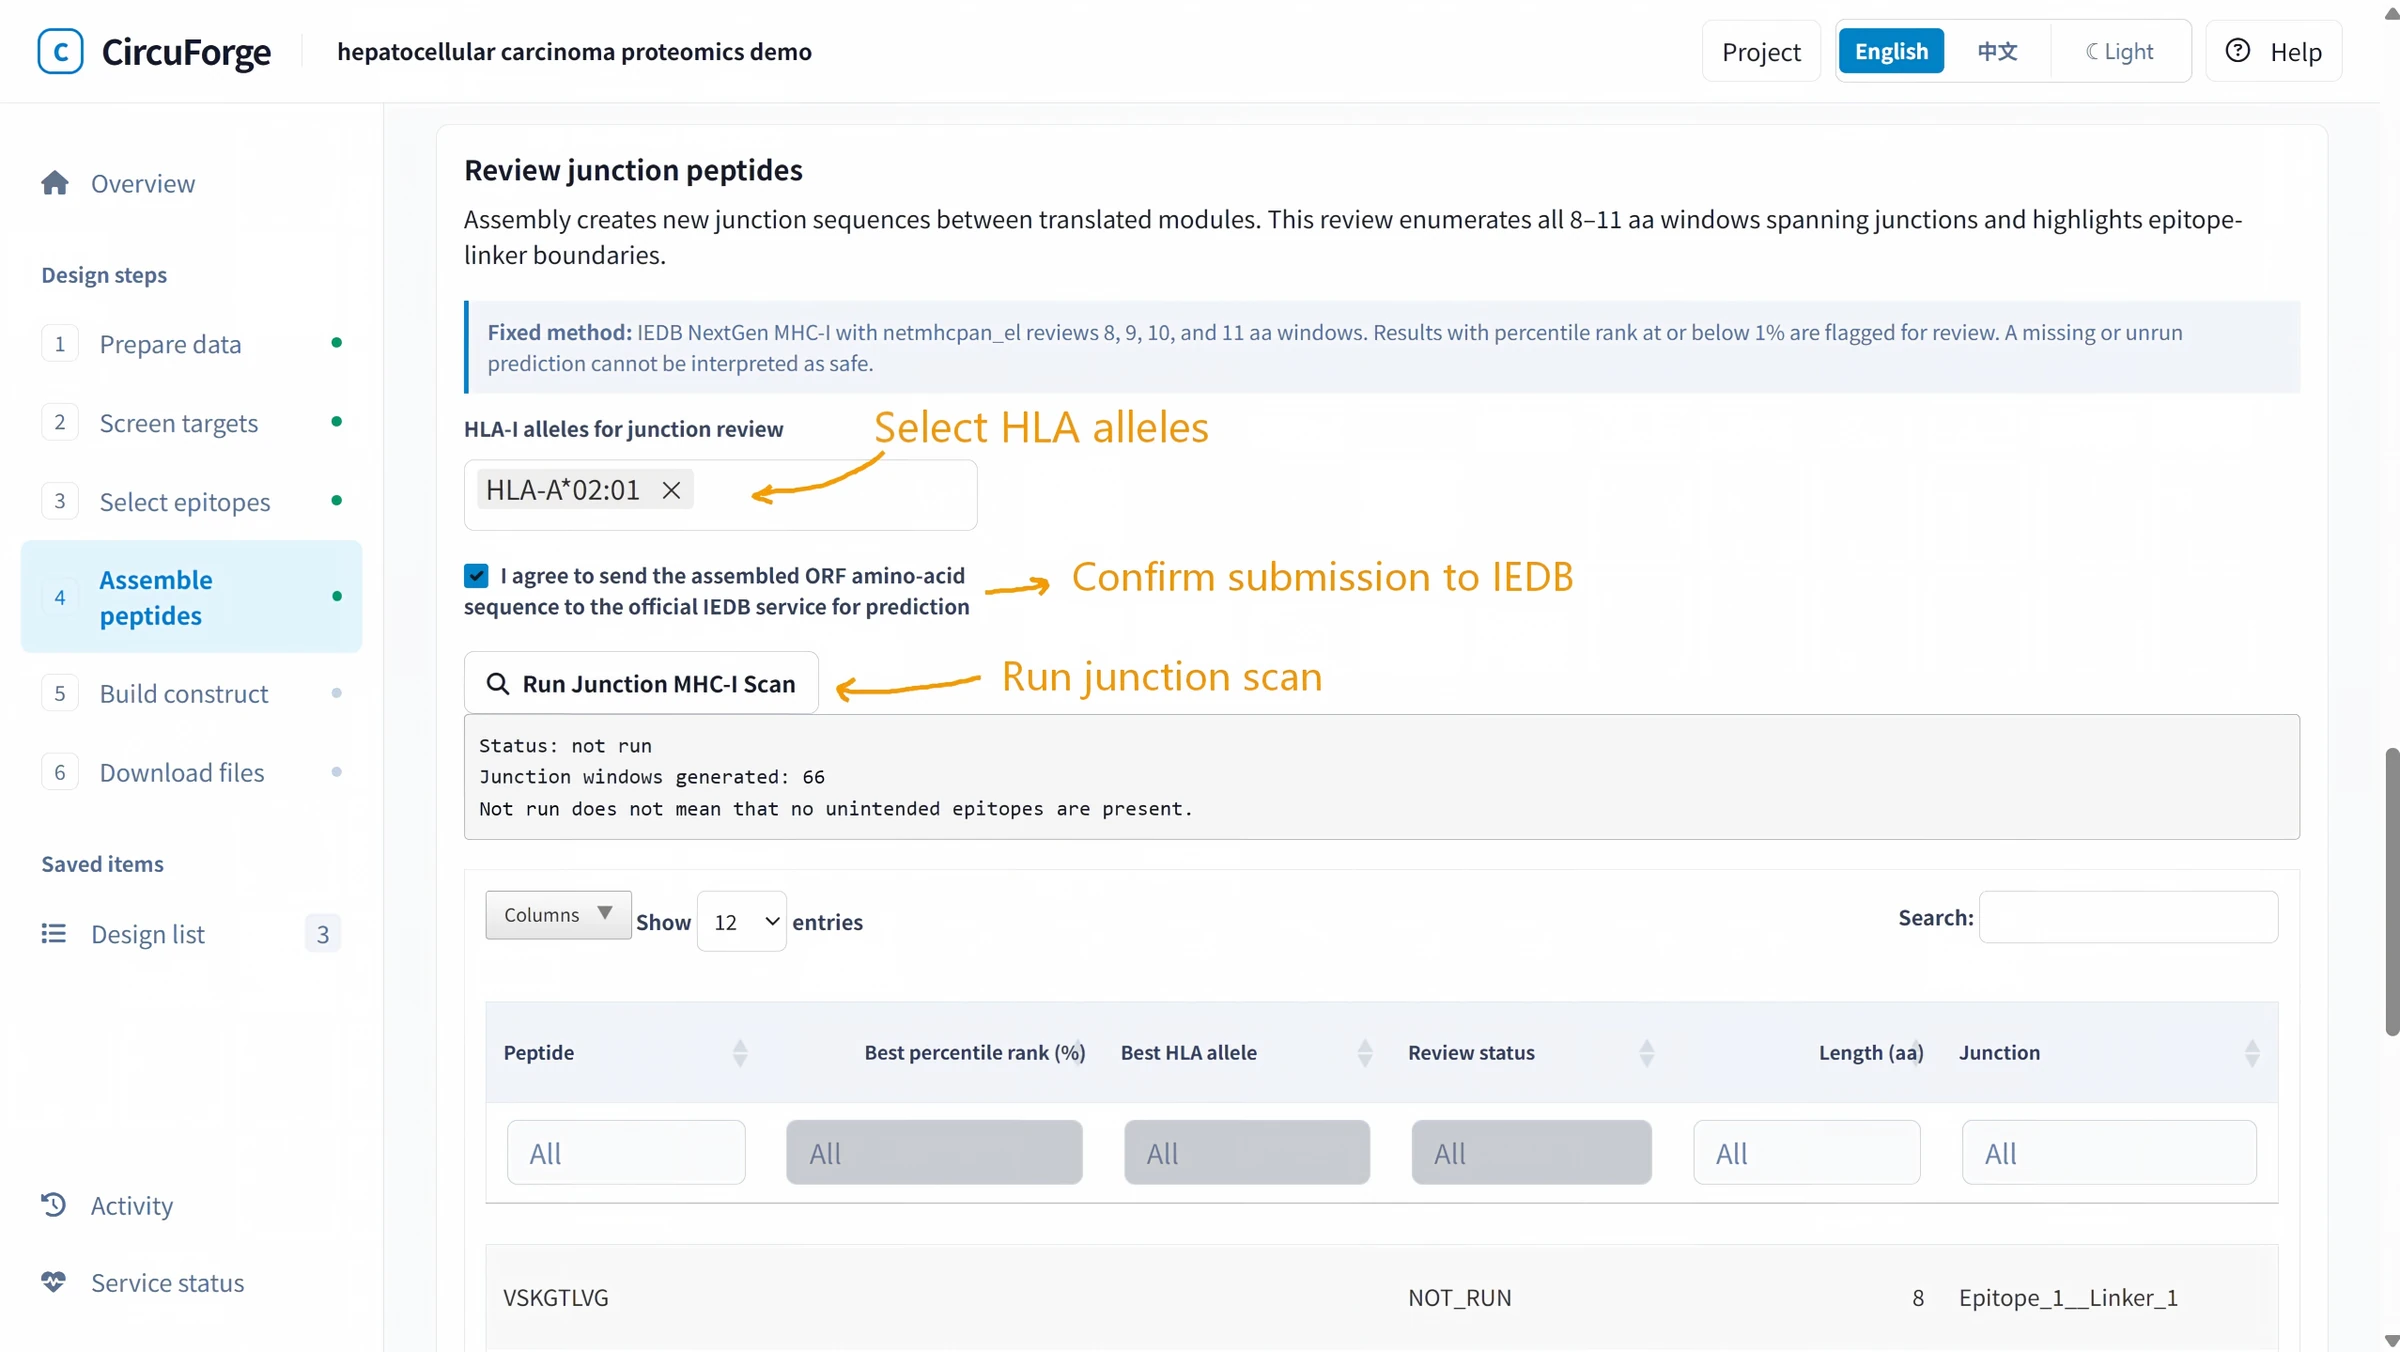 C CircuForge
hepatocellular carcinoma proteomics demo
Project
English
中文
Light
Help
Overview
Design steps
1 Prepare data
2 Screen targets
3 Select epitopes
4 Assemble
peptides
5 Build construct
6 Download files
Saved items
Design list 3
Activity
Service status
Review junction peptides
Assembly creates new junction sequences between translated modules. This review enumerates all 8–11 aa windows spanning junctions and highlights epitope-
linker boundaries.
Fixed method: IEDB NextGen MHC-I with netmhcpan_el reviews 8, 9, 10, and 11 aa windows. Results with percentile rank at or below 1% are flagged for review. A missing or unrun
prediction cannot be interpreted as safe.
HLA-I alleles for junction review
Select HLA alleles
HLA-A*02:01
I agree to send the assembled ORF amino-acid
sequence to the official IEDB service for prediction
Confirm submission to IEDB
Run Junction MHC-I Scan
Run junction scan
Status: not run
Junction windows generated: 66
Not run does not mean that no unintended epitopes are present.
Columns
Show 12 entries
Search:
Peptide Best percentile rank (%) Best HLA allele Review status Length (aa) Junction
All All All All All All
VSKGTLVG NOT_RUN 8 Epitope_1__Linker_1